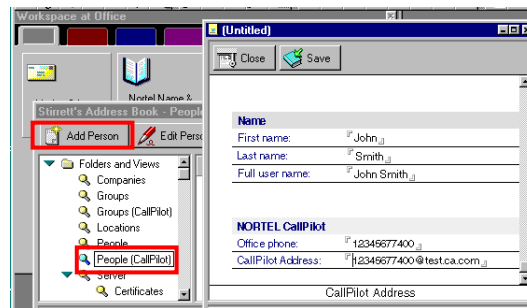 Workspace at Office
Nortel Name &
Stirrett's Address Book - People
Add Person
Edit Perso
Folders and Views
Companies
Groups
Groups (CallPilot)
Locations
People
People (CallPilot)
Server
Certificates
(Untitled)
Close
Save
Name
First name: John
Last name: Smith
Full user name: John Smith
NORTEL CallPilot
Office phone: 12345677400
CallPilot Address: 12345677400@test.ca.com
CallPilot Address